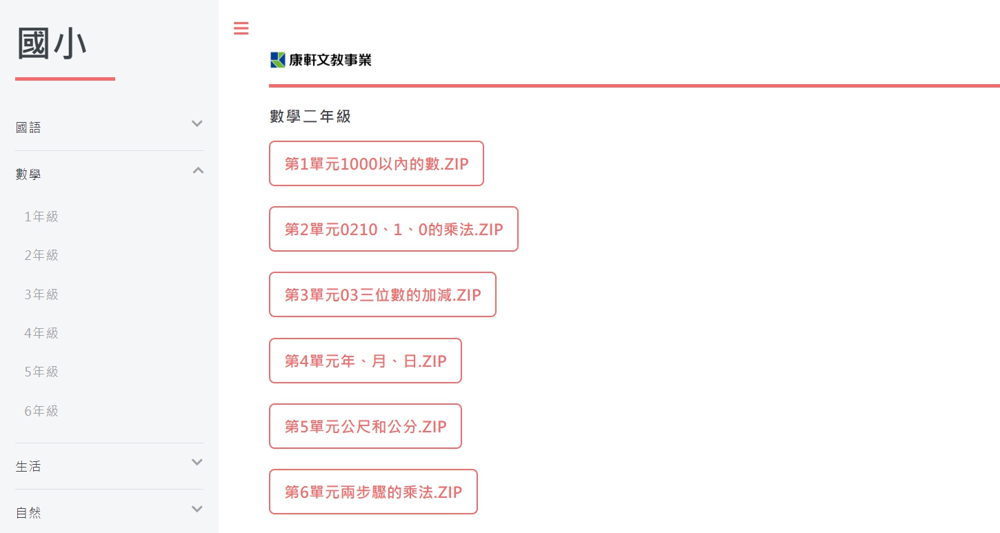 國小
國語
數學
1年級
2年級
3年級
4年級
5年級
6年級
生活
自然
康軒文教事業
數學二年級
第1單元1000以內的數.ZIP
第2單元0210、1、0的乘法.ZIP
第3單元03三位數的加減.ZIP
第4單元年、月、日.ZIP
第5單元公尺和公分.ZIP
第6單元兩步驟的乘法.ZIP